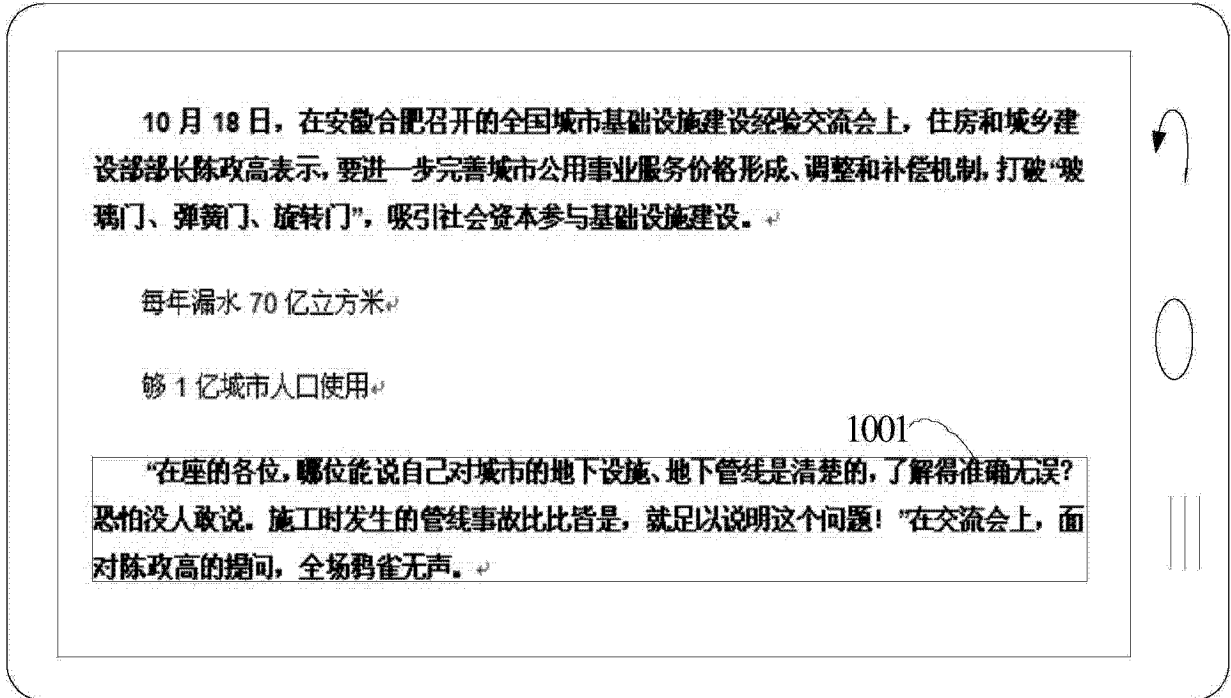 10 月 18 日，在安徽合肥召开的全国城市基础设施建设经验交流会上，住房和城乡建
设部部长陈政高表示，要进一步完善城市公用事业服务价格形成、调整和补偿机制，打破“玻
璃门、弹簧门、旋转门”，吸引社会资本参与基础设施建设。
每年漏水 70 亿立方米
够 1 亿城市人口使用
1001
“在座的各位，哪位能说自己对城市的地下设施、地下管线是清楚的，了解得准确无误？
恐怕没人敢说。施工时发生的管线事故比比皆是，就足以说明这个问题！”在交流会上，面
对陈政高的提问，全场鸦雀无声。